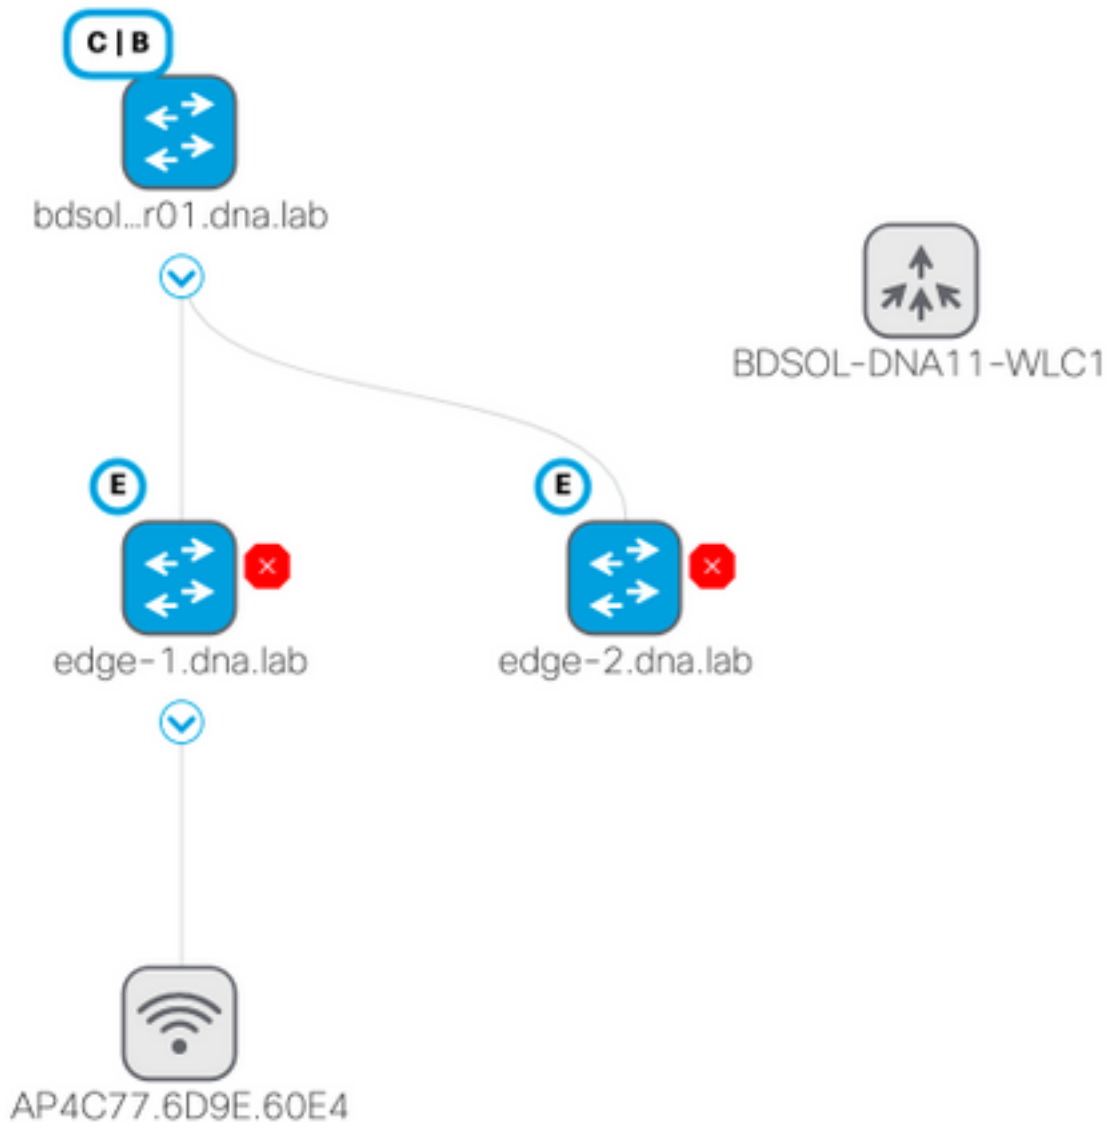 C | B
bdsol...r01.dna.lab
BDSOL-DNA11-WLC1
E
E
edge-1.dna.lab
edge-2.dna.lab
AP4C77.6D9E.60E4